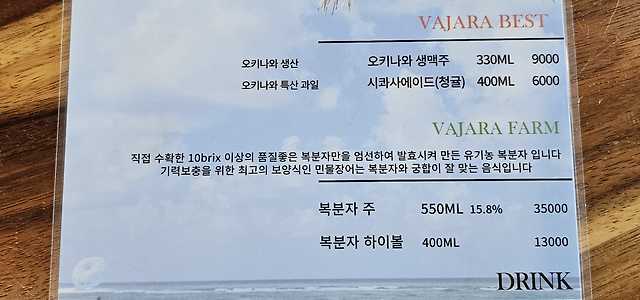 VAJARA BEST
오키나와 생산 오키나와 생맥주 330ML 9000
오키나와 특산 과일 시콰사에이드(청귤) 400ML 6000
VAJARA FARM
직접 수확한 10brix 이상의 품질좋은 복분자만을 엄선하여 발효시켜 만든 유기농 복분자 입니다
기력보충을 위한 최고의 보양식인 민물장어는 복분자와 궁합이 잘 맞는 음식입니다
복분자 주 550ML 15.8% 35000
복분자 하이볼 400ML 13000
DRINK